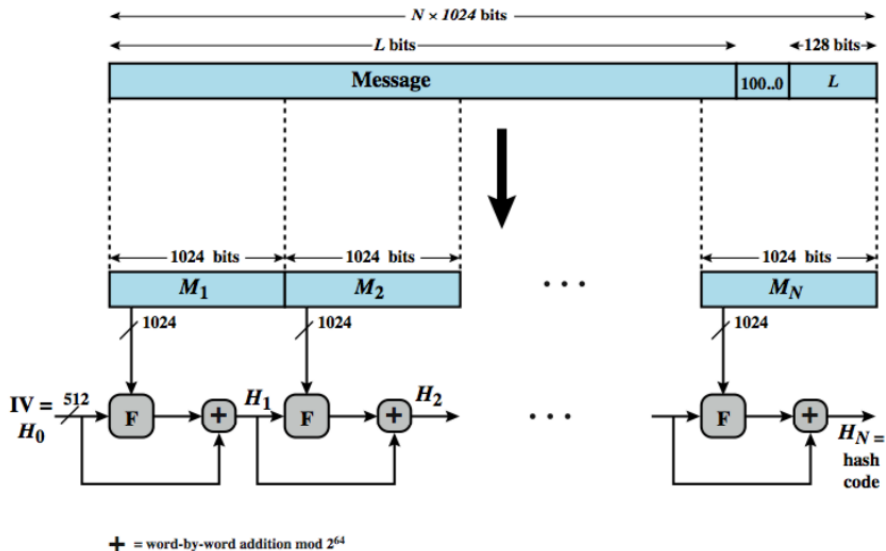 N × 1024 bits
L bits
128 bits
Message
100..0
L
1024 bits
1024 bits
1024 bits
M1
M2
. . .
MN
1024
1024
1024
IV =
H0
512
F
+
H1
F
+
H2
. . .
F
+
HN =
hash
code
+ = word-by-word addition mod 2^64